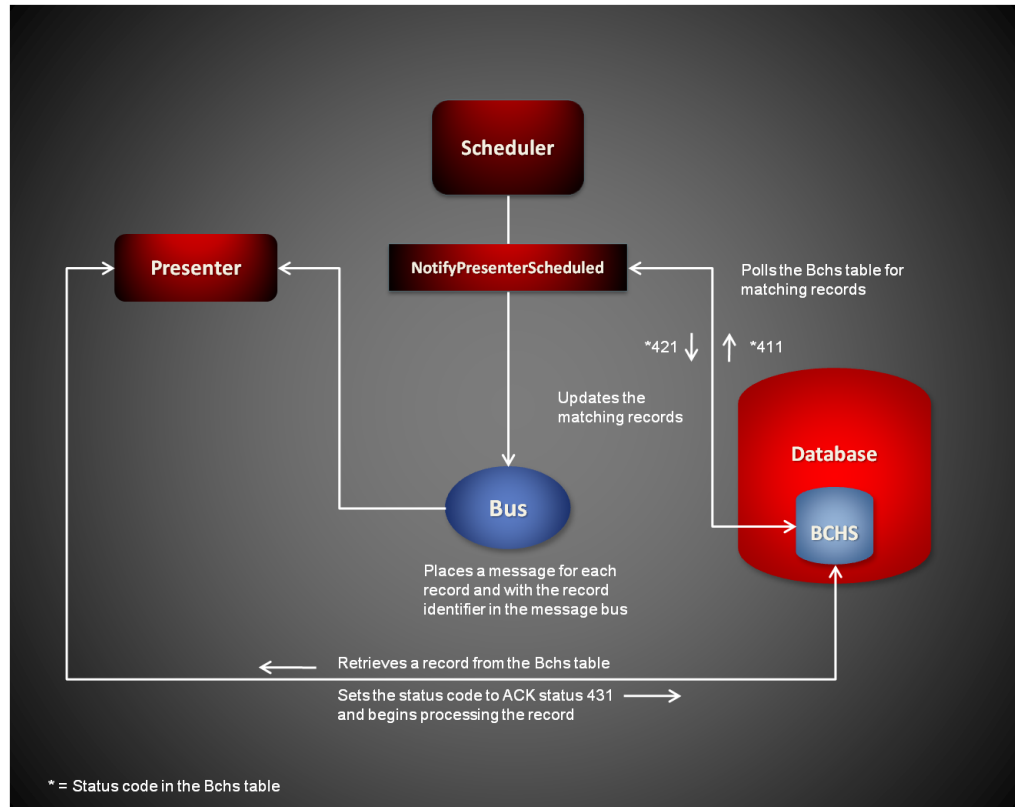 Scheduler
Presenter
NotifyPresenterScheduled
Polls the Bchs table for
matching records
*421
*411
Updates the
matching records
Database
Bus
BCHS
Places a message for each
record and with the record
identifier in the message bus
Retrieves a record from the Bchs table
Sets the status code to ACK status 431
and begins processing the record
* = Status code in the Bchs table